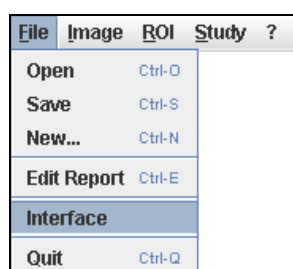 File Image ROI Study ?
Open Ctrl-O
Save Ctrl-S
New... Ctrl-N
Edit Report Ctrl-E
Interface
Quit Ctrl-Q